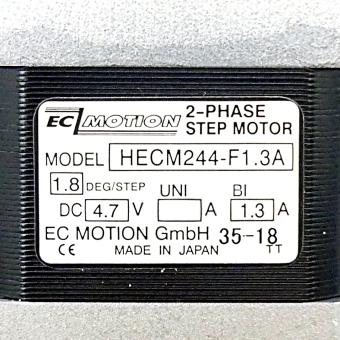 EC MOTION 2-PHASE
STEP MOTOR
MODEL HECM244-F1.3A
1.8 DEG/STEP UNI BI
DC 4.7 V A 1.3 A
EC MOTION GmbH 35-18
CE MADE IN JAPAN TT